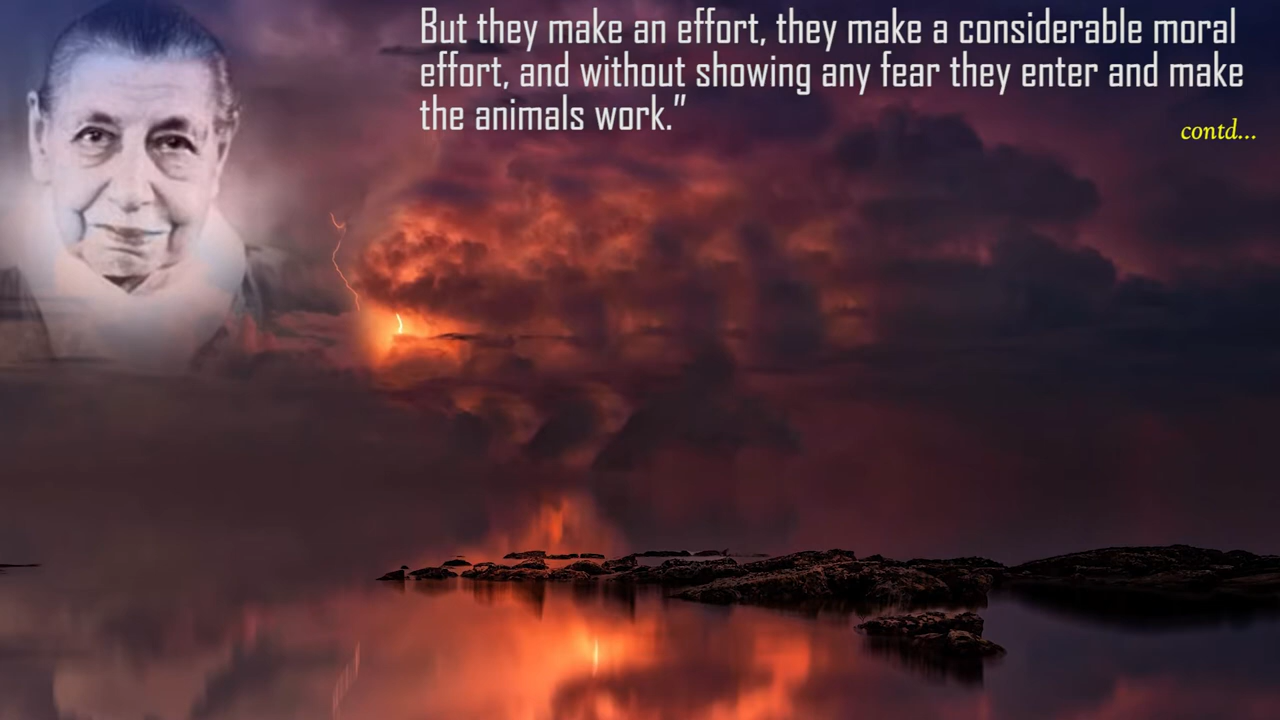 But they make an effort, they make a considerable moral
effort, and without showing any fear they enter and make
the animals work.”
contd...